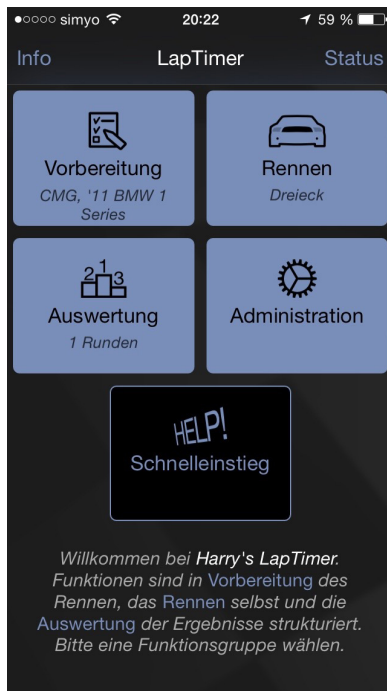 simyo 20:22 59 %
Info LapTimer Status
Vorbereitung
CMG, '11 BMW 1
Series
Rennen
Dreieck
2 1 3
Auswertung
1 Runden
Administration
HELP!
Schnelleinstieg
Willkommen bei Harry's LapTimer.
Funktionen sind in Vorbereitung des
Rennen, das Rennen selbst und die
Auswertung der Ergebnisse strukturiert.
Bitte eine Funktionsgruppe wählen.